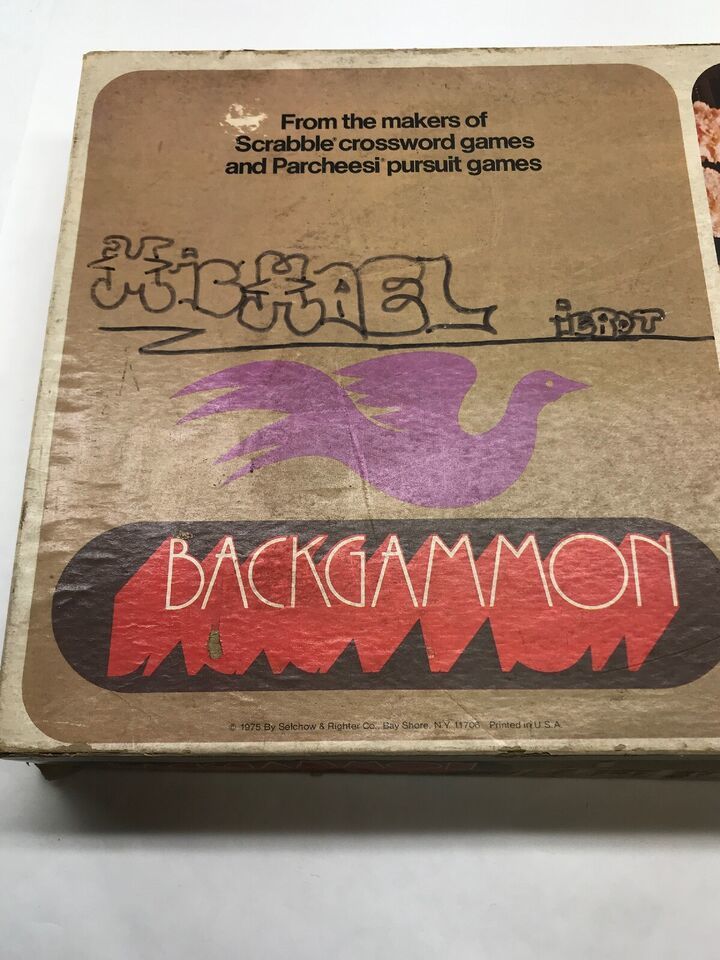 From the makers of
Scrabble® crossword games
and Parcheesi® pursuit games
MiCHAEL
BACKGAMMON
© 1975 By Selchow & Righter Co., Bay Shore, N.Y. 11706 Printed in U.S.A.